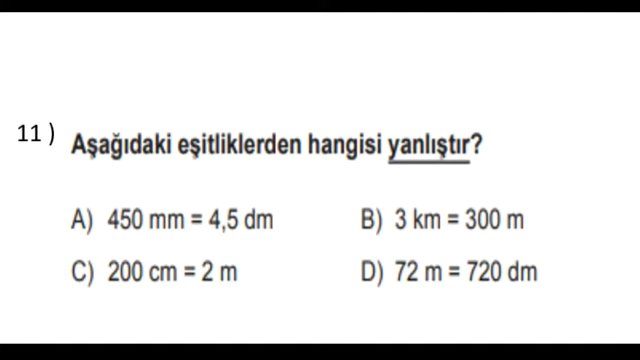 11 ) Aşağıdaki eşitliklerden hangisi yanlıştır?
A) 450 mm = 4,5 dm B) 3 km = 300 m
C) 200 cm = 2 m D) 72 m = 720 dm